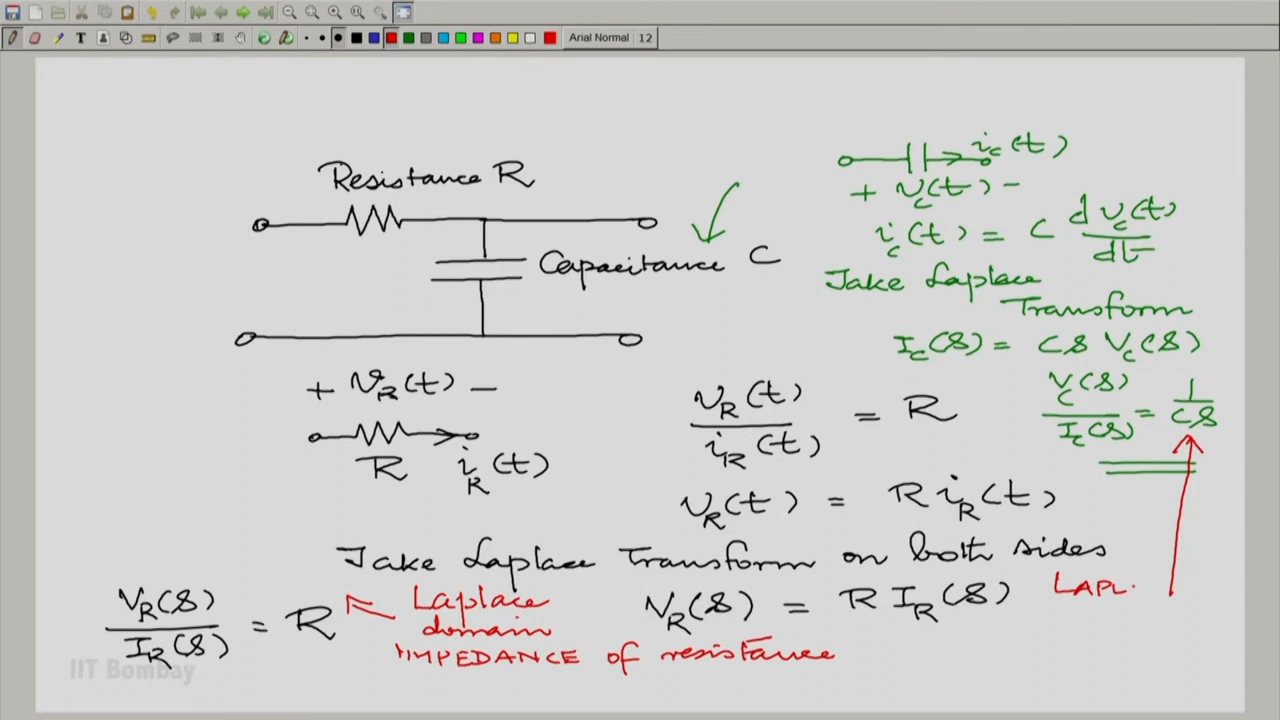 Arial Normal 12
Resistance R
Capacitance C
+ v_R(t) -
R i_R(t)
v_R(t) / i_R(t) = R
v_R(t) = R i_R(t)
Take Laplace Transform on both sides
V_R(s) = R I_R(s)
V_R(s) / I_R(s) = R
Laplace
domain
IMPEDANCE of resistance
i_c(t)
+ v_c(t) -
i_c(t) = C d v_c(t) / dt
Take Laplace
Transform
I_c(s) = Cs V_c(s)
V_c(s) / I_c(s) = 1 / Cs
LAPL.
IIT Bombay